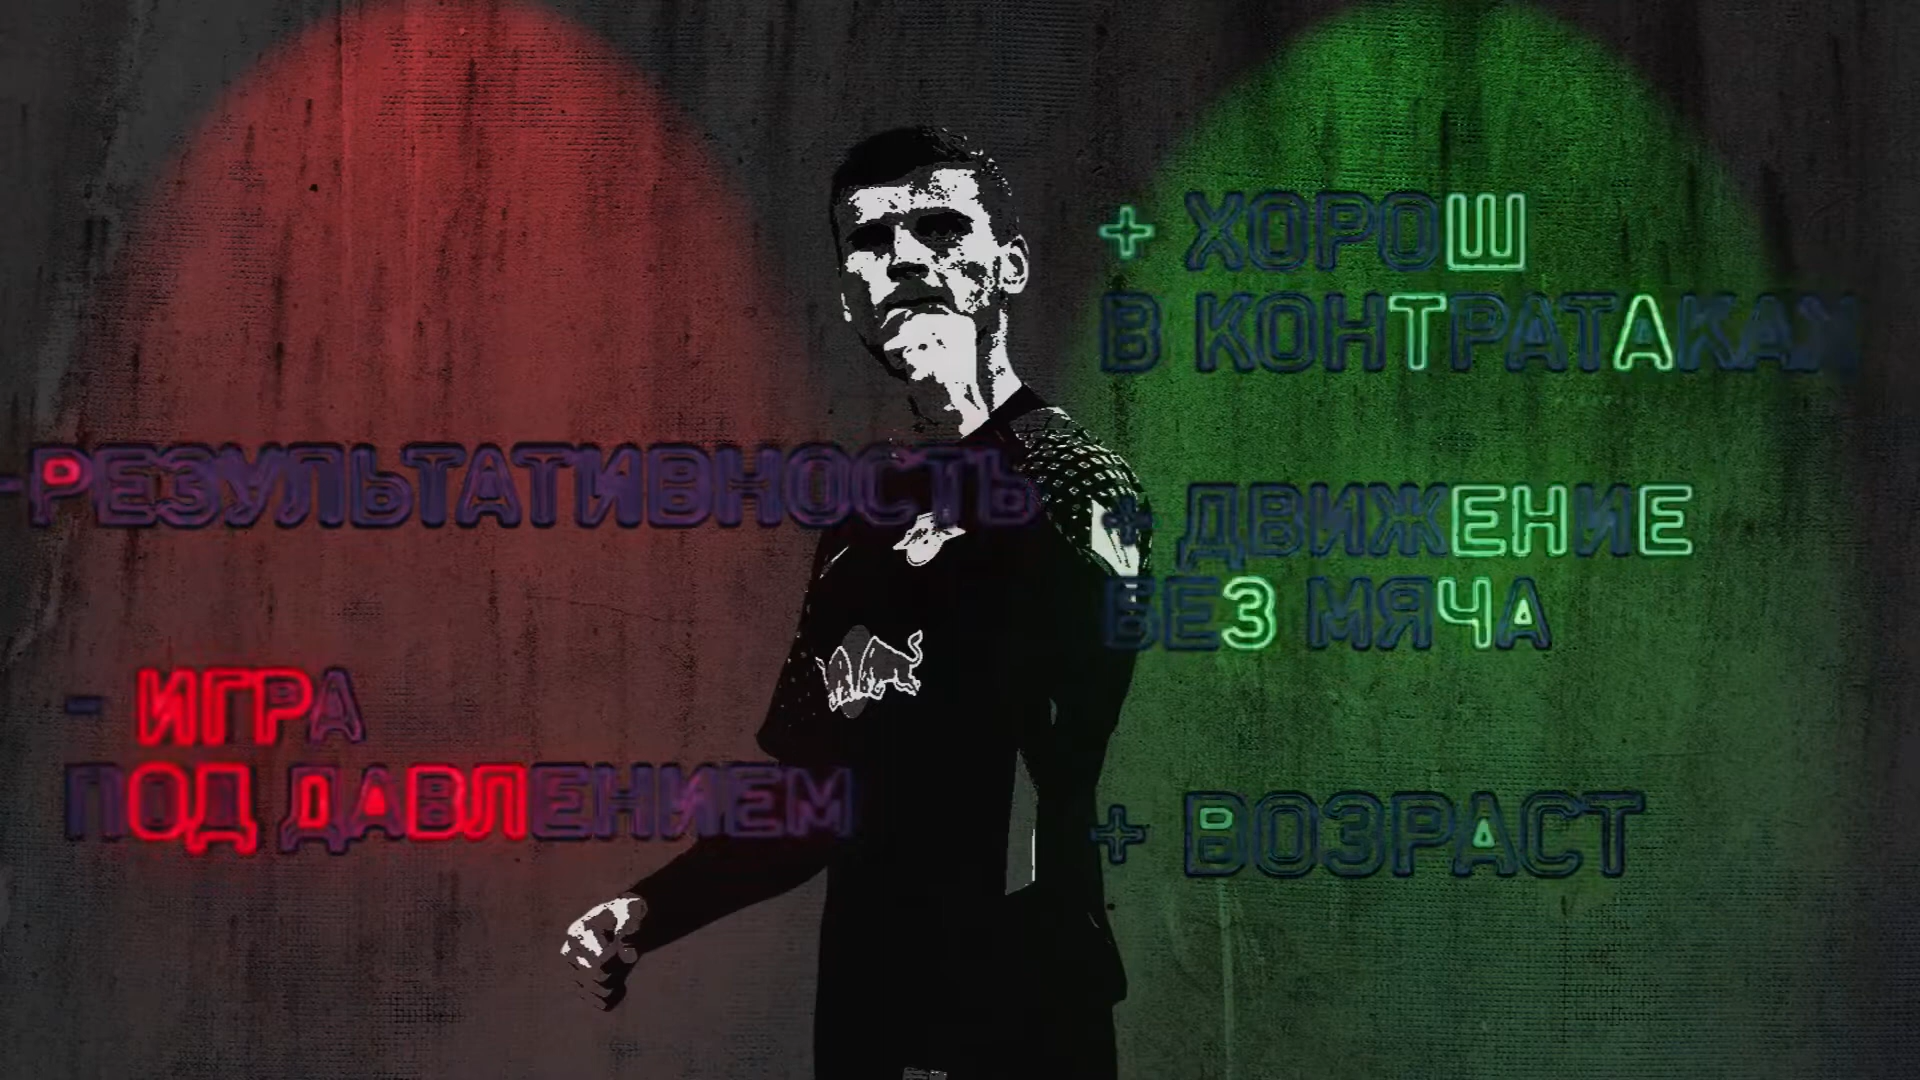 -РЕЗУЛЬТАТИВНОСТЬ
- ИГРА
ПОД ДАВЛЕНИЕМ
+ ХОРОШ
В КОНТРАТАКАХ
+ ДВИЖЕНИЕ
БЕЗ МЯЧА
+ ВОЗРАСТ